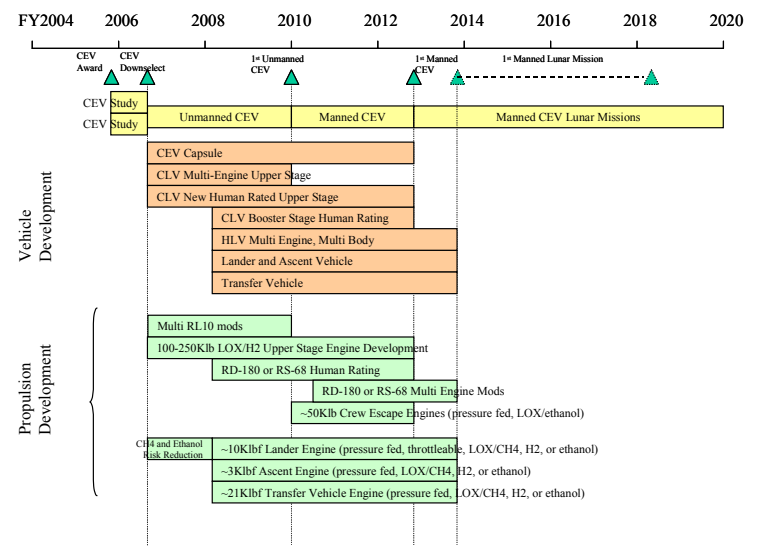 FY2004 2006 2008 2010 2012 2014 2016 2018 2020
CEV
Award
CEV
Downselect
1st Unmanned
CEV
1st Manned
CEV
1st Manned Lunar Mission
CEV Study
CEV Study
Unmanned CEV
Manned CEV
Manned CEV Lunar Missions
Vehicle
Development
CEV Capsule
CLV Multi-Engine Upper Stage
CLV New Human Rated Upper Stage
CLV Booster Stage Human Rating
HLV Multi Engine, Multi Body
Lander and Ascent Vehicle
Transfer Vehicle
Propulsion
Development
Multi RL10 mods
100-250Klb LOX/H2 Upper Stage Engine Development
RD-180 or RS-68 Human Rating
RD-180 or RS-68 Multi Engine Mods
~50Klb Crew Escape Engines (pressure fed, LOX/ethanol)
CH4 and Ethanol
Risk Reduction
~10Klbf Lander Engine (pressure fed, throttleable, LOX/CH4, H2, or ethanol)
~3Klbf Ascent Engine (pressure fed, LOX/CH4, H2, or ethanol)
~21Klbf Transfer Vehicle Engine (pressure fed, LOX/CH4, H2, or ethanol)